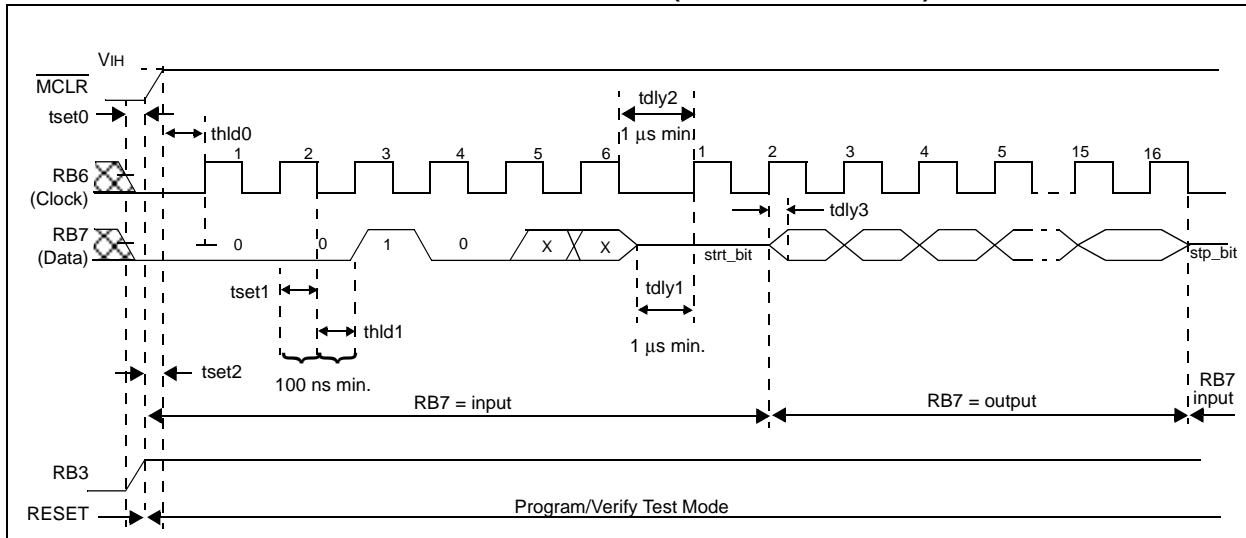 VIH
MCLR
tset0
thld0
tdly2
1 µs min.
1 2 3 4 5 6 1 2 3 4 5 15 16
RB6
(Clock)
tdly3
RB7
(Data)
0 0 1 0 X X strt_bit stp_bit
tset1
tdly1
thld1
1 µs min.
tset2
100 ns min.
RB7 = input
RB7 = output
RB7
input
RB3
RESET
Program/Verify Test Mode